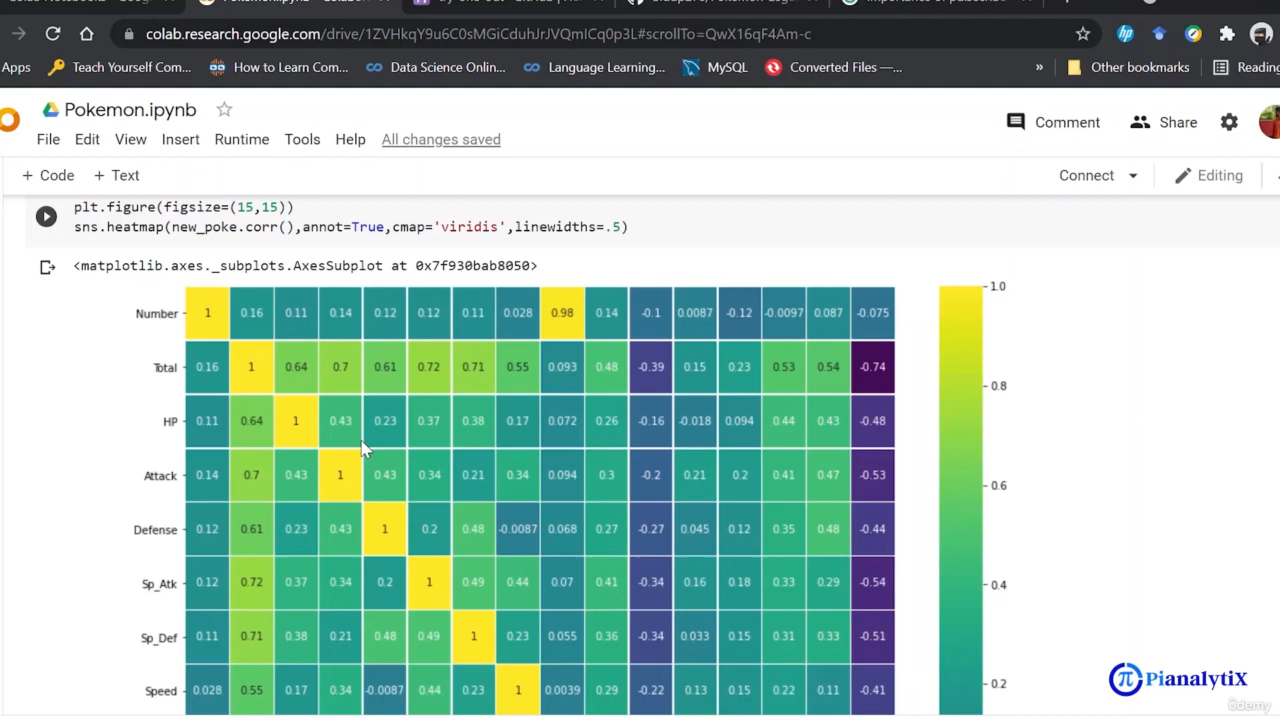 colab.research.google.com/drive/1ZVHkqY9u6C0sMGiCduhJrJVQmICq0p3L#scrollTo=QwX16qF4Am-c
Apps Teach Yourself Com... How to Learn Com... Data Science Onlin... Language Learning... MySQL Converted Files —... » Other bookmarks Reading
Pokemon.ipynb
Comment Share
File Edit View Insert Runtime Tools Help All changes saved
+ Code + Text Connect Editing
plt.figure(figsize=(15,15))
sns.heatmap(new_poke.corr(),annot=True,cmap='viridis',linewidths=.5)
<matplotlib.axes._subplots.AxesSubplot at 0x7f930bab8050>
1.0
Number 1 0.16 0.11 0.14 0.12 0.12 0.11 0.028 0.98 0.14 -0.1 0.0087 -0.12 -0.0097 0.087 -0.075
Total 0.16 1 0.64 0.7 0.61 0.72 0.71 0.55 0.093 0.48 -0.39 0.15 0.23 0.53 0.54 -0.74
0.8
HP 0.11 0.64 1 0.43 0.23 0.37 0.38 0.17 0.072 0.26 -0.16 -0.018 0.094 0.44 0.43 -0.48
Attack 0.14 0.7 0.43 1 0.43 0.34 0.21 0.34 0.094 0.3 -0.2 0.21 0.2 0.41 0.47 -0.53
0.6
Defense 0.12 0.61 0.23 0.43 1 0.2 0.48 -0.0087 0.068 0.27 -0.27 0.045 0.12 0.35 0.48 -0.44
Sp_Atk 0.12 0.72 0.37 0.34 0.2 1 0.49 0.44 0.07 0.41 -0.34 0.16 0.18 0.33 0.29 -0.54
0.4
Sp_Def 0.11 0.71 0.38 0.21 0.48 0.49 1 0.23 0.055 0.36 -0.34 0.033 0.15 0.31 0.33 -0.51
Speed 0.028 0.55 0.17 0.34 -0.0087 0.44 0.23 1 0.0039 0.29 -0.22 0.13 0.15 0.22 0.11 -0.41
0.2
PianalytiX
ûdemy